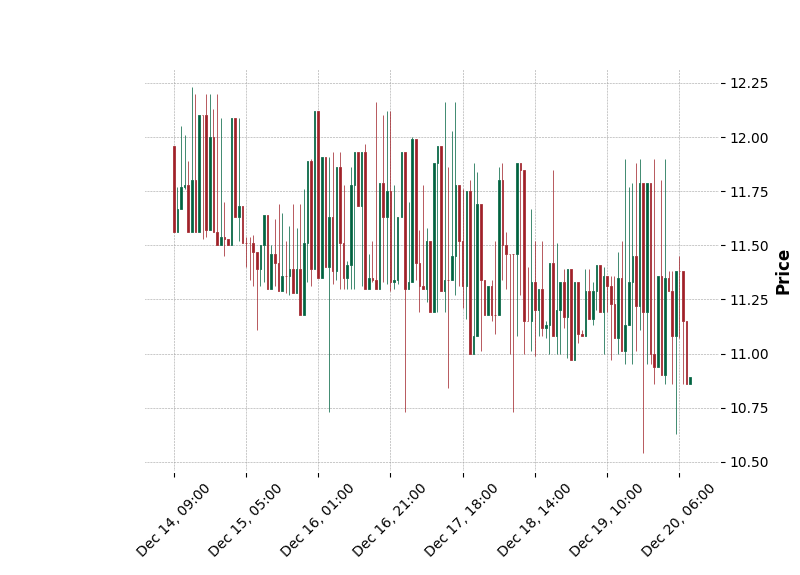 12.25
12.00
11.75
11.50
11.25
11.00
10.75
10.50
Price
Dec 14, 09:00
Dec 15, 05:00
Dec 16, 01:00
Dec 16, 21:00
Dec 17, 18:00
Dec 18, 14:00
Dec 19, 10:00
Dec 20, 06:00